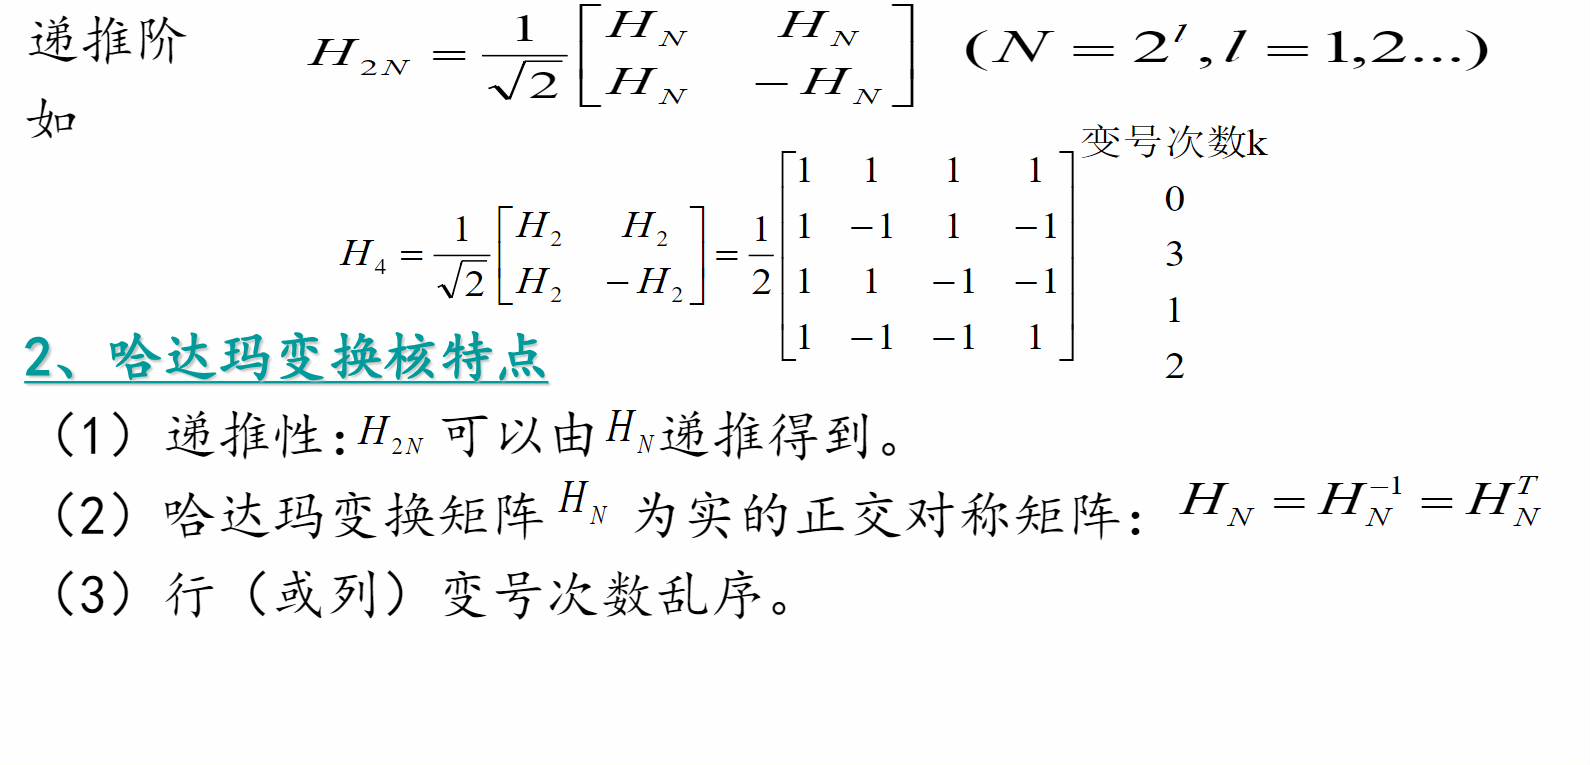 递推阶 H_{2N} = \frac{1}{\sqrt{2}} \begin{bmatrix} H_N & H_N \\ H_N & -H_N \end{bmatrix} (N = 2^l, l = 1,2...)
如
变号次数k
H_4 = \frac{1}{\sqrt{2}} \begin{bmatrix} H_2 & H_2 \\ H_2 & -H_2 \end{bmatrix} = \frac{1}{2} \begin{bmatrix} 1 & 1 & 1 & 1 \\ 1 & -1 & 1 & -1 \\ 1 & 1 & -1 & -1 \\ 1 & -1 & -1 & 1 \end{bmatrix}
0
3
1
2
2、哈达玛变换核特点
（1）递推性：H_{2N} 可以由 H_N 递推得到。
（2）哈达玛变换矩阵 H_N 为实的正交对称矩阵：H_N = H_N^{-1} = H_N^T
（3）行（或列）变号次数乱序。